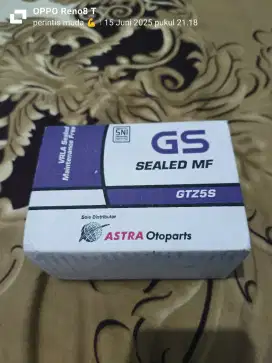 OPPO Reno8 T
perintis muda 💪 | 15 Juni 2025 pukul 21.18
VRLA Sealed
Maintenance Free
SNI
GS
SEALED MF
GTZ5S
Sole Distributor
ASTRA Otoparts